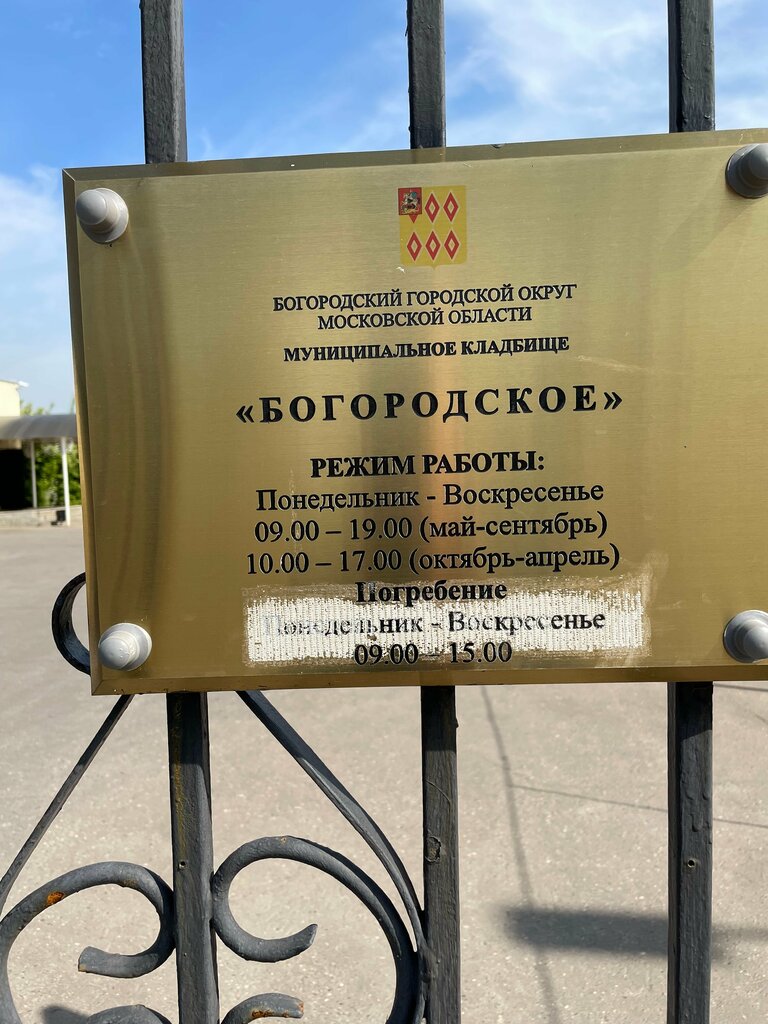 БОГОРОДСКИЙ ГОРОДСКОЙ ОКРУГ
МОСКОВСКОЙ ОБЛАСТИ
МУНИЦИПАЛЬНОЕ КЛАДБИЩЕ
«БОГОРОДСКОЕ»
РЕЖИМ РАБОТЫ:
Понедельник - Воскресенье
09.00 – 19.00 (май-сентябрь)
10.00 – 17.00 (октябрь-апрель)
Погребение
Понедельник - Воскресенье
09.00 – 15.00